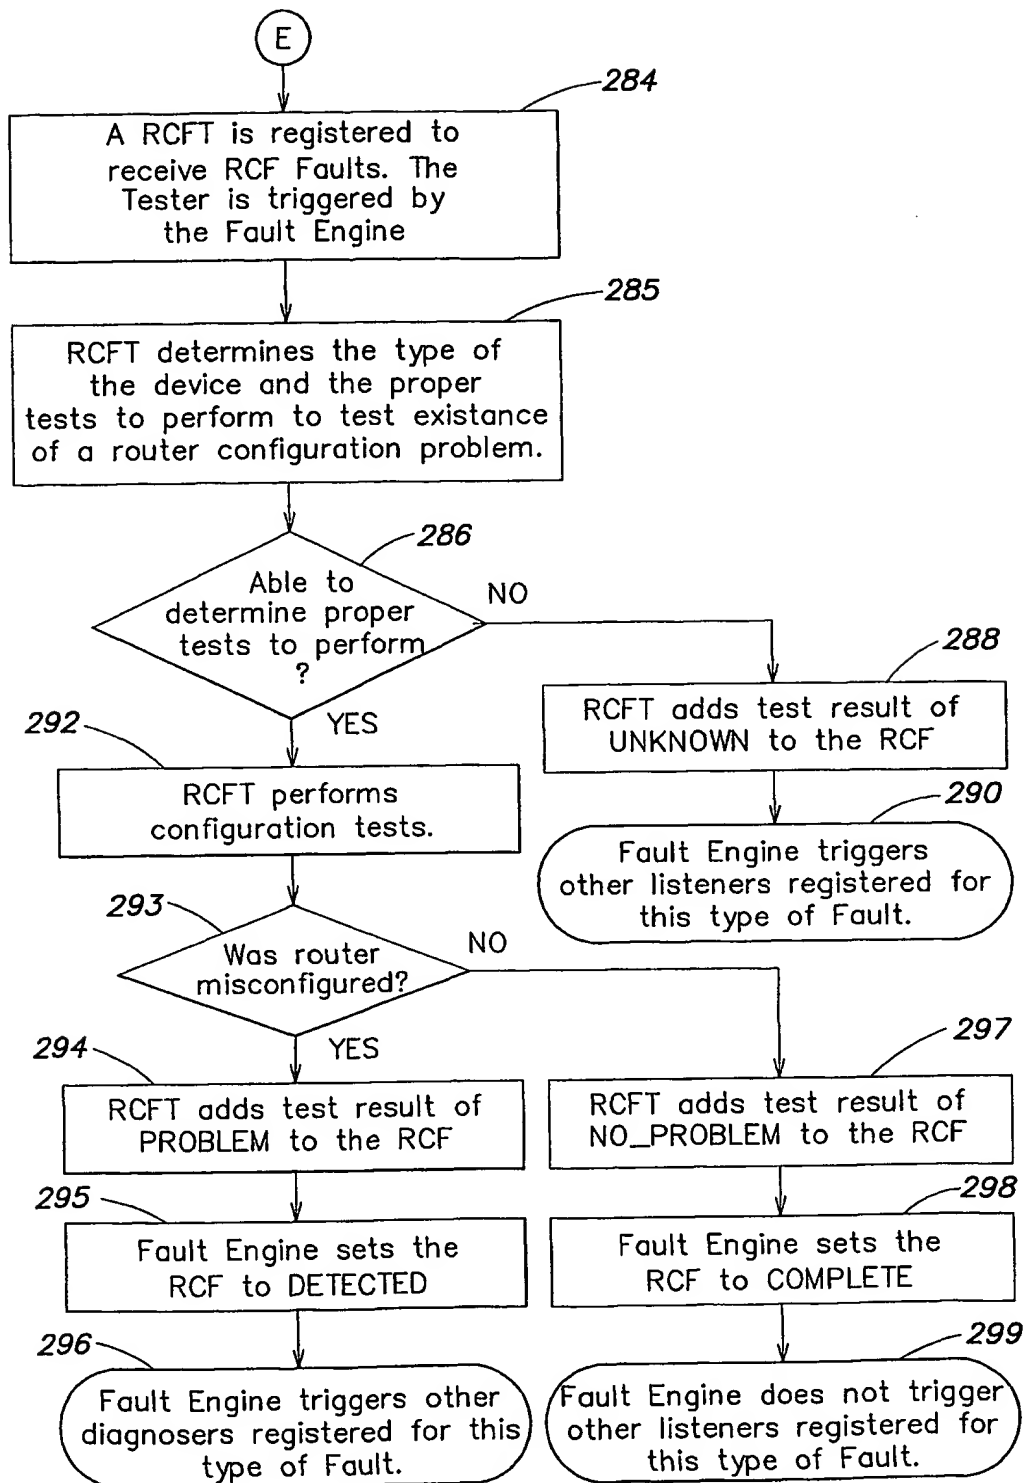 E
284
A RCFT is registered to
receive RCF Faults. The
Tester is triggered by
the Fault Engine
285
RCFT determines the type of
the device and the proper
tests to perform to test existance
of a router configuration problem.
286
Able to
determine proper
tests to perform
?
NO
YES
288
RCFT adds test result of
UNKNOWN to the RCF
290
Fault Engine triggers
other listeners registered for
this type of Fault.
292
RCFT performs
configuration tests.
293
Was router
misconfigured?
NO
YES
294
RCFT adds test result of
PROBLEM to the RCF
295
Fault Engine sets the
RCF to DETECTED
296
Fault Engine triggers other
diagnosers registered for this
type of Fault.
297
RCFT adds test result of
NO_PROBLEM to the RCF
298
Fault Engine sets the
RCF to COMPLETE
299
Fault Engine does not trigger
other listeners registered for
this type of Fault.